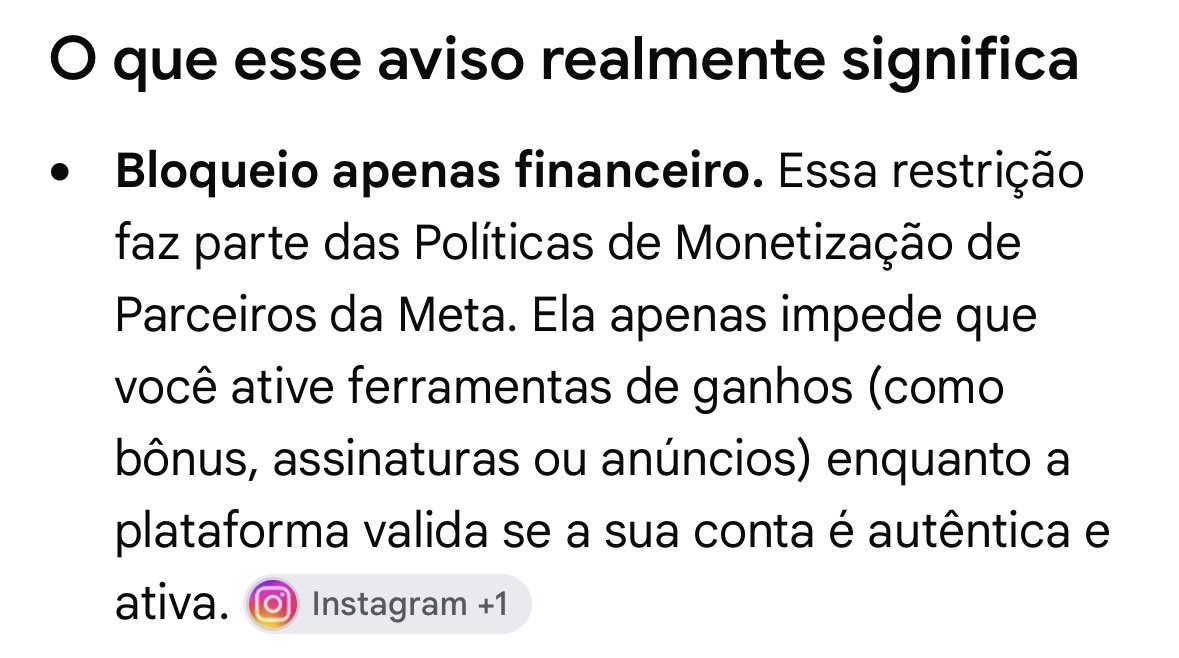 O que esse aviso realmente significa
• Bloqueio apenas financeiro. Essa restrição
faz parte das Políticas de Monetização de
Parceiros da Meta. Ela apenas impede que
você ative ferramentas de ganhos (como
bônus, assinaturas ou anúncios) enquanto a
plataforma valida se a sua conta é autêntica e
ativa. Instagram +1